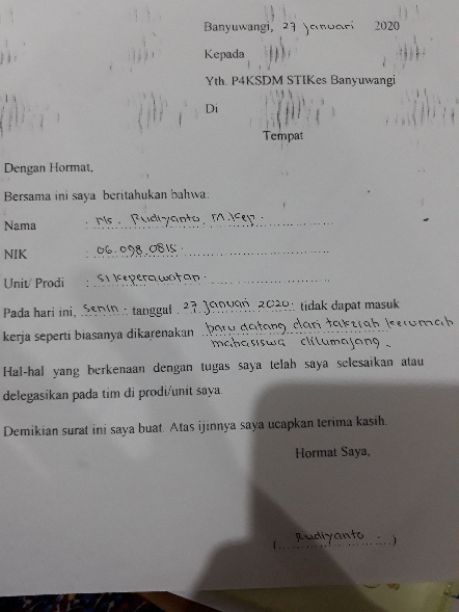 Banyuwangi, 27 januari 2020
Kepada
Yth. P4KSDM STIKes Banyuwangi
Di
Tempat
Dengan Hormat,
Bersama ini saya beritahukan bahwa:
Nama : Ns. Rudiyanto, M.Kep.
NIK : 06.098.0815.
Unit/ Prodi : S1 Keperawatan.
Pada hari ini, Senin tanggal 27 Januari 2020. tidak dapat masuk
kerja seperti biasanya dikarenakan baru datang dari takziah kerumah
mahasiswa dilumajang.
Hal-hal yang berkenaan dengan tugas saya telah saya selesaikan atau
delegasikan pada tim di prodi/unit saya.
Demikian surat ini saya buat. Atas ijinnya saya ucapkan terima kasih.
Hormat Saya,
( Rudiyanto )